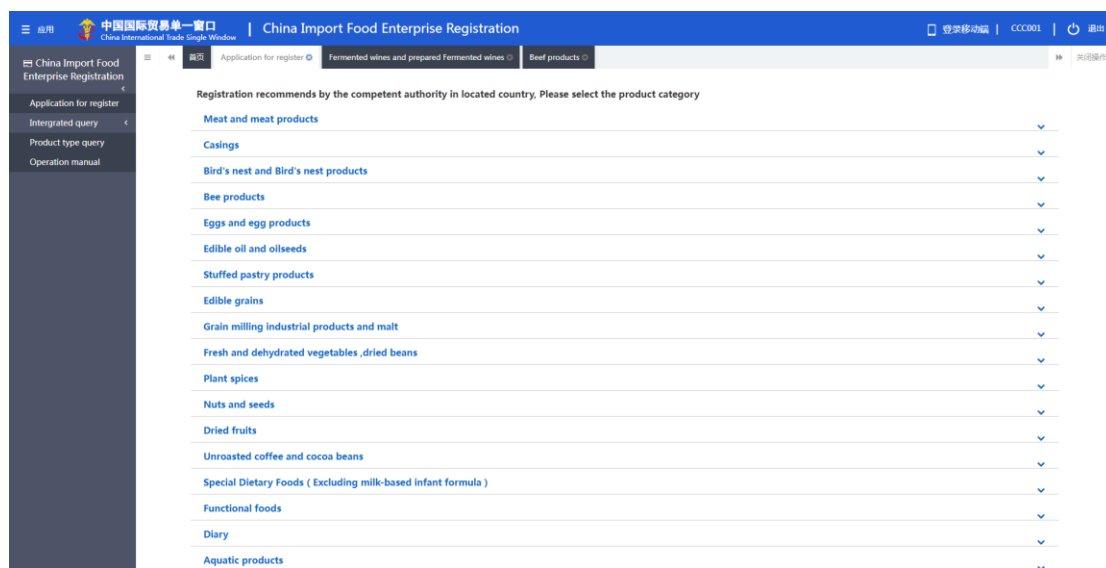 应用
中国国际贸易单一窗口
China International Trade Single Window
China Import Food Enterprise Registration
登录移动端
CCC001
退出
China Import Food
Enterprise Registration
首页
Application for register
Fermented wines and prepared Fermented wines
Beef products
关闭操作
Application for register
Intergrated query
Product type query
Operation manual
Registration recommends by the competent authority in located country, Please select the product category
Meat and meat products
Casings
Bird's nest and Bird's nest products
Bee products
Eggs and egg products
Edible oil and oilseeds
Stuffed pastry products
Edible grains
Grain milling industrial products and malt
Fresh and dehydrated vegetables ,dried beans
Plant spices
Nuts and seeds
Dried fruits
Unroasted coffee and cocoa beans
Special Dietary Foods ( Excluding milk-based infant formula )
Functional foods
Diary
Aquatic products